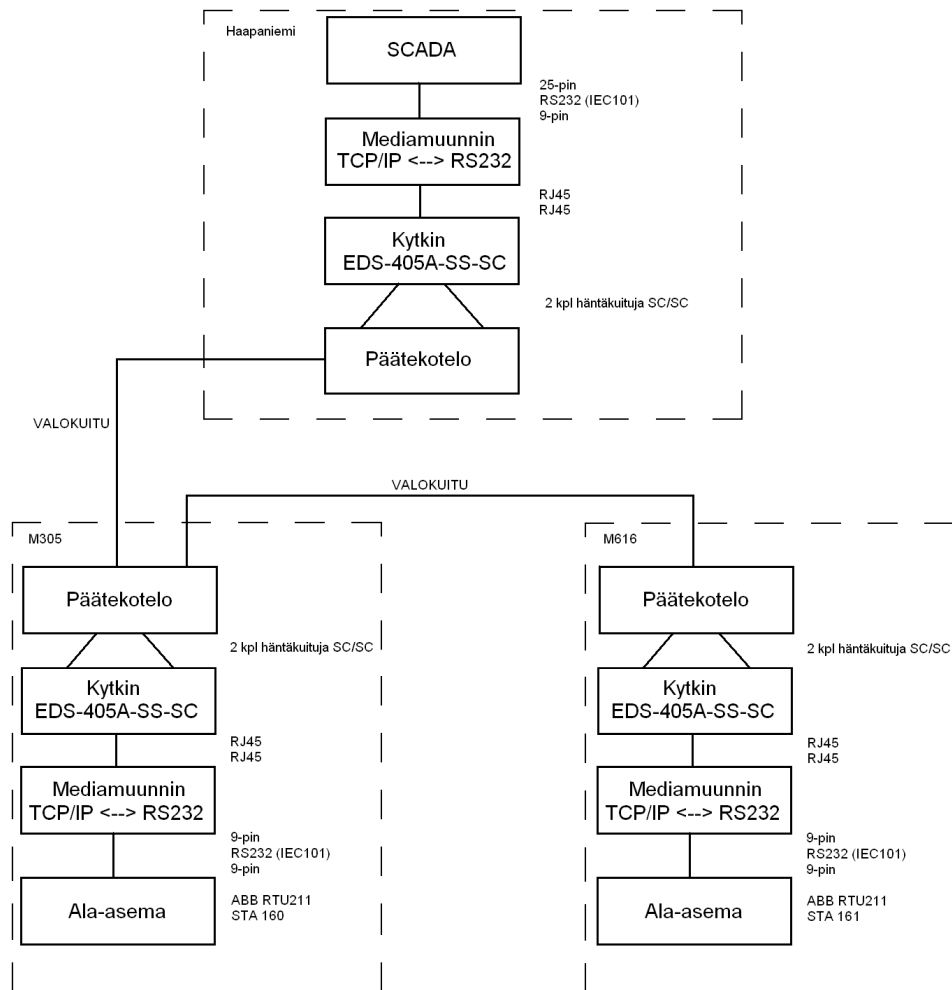 Haapaniemi
SCADA
25-pin
RS232 (IEC101)
9-pin
Mediamuunnin
TCP/IP <--> RS232
RJ45
RJ45
Kytkin
EDS-405A-SS-SC
2 kpl häntäkuituja SC/SC
Päätekotelo
VALOKUITU
VALOKUITU
M305
Päätekotelo
2 kpl häntäkuituja SC/SC
Kytkin
EDS-405A-SS-SC
RJ45
RJ45
Mediamuunnin
TCP/IP <--> RS232
9-pin
RS232 (IEC101)
9-pin
Ala-asema
ABB RTU211
STA 160
M616
Päätekotelo
2 kpl häntäkuituja SC/SC
Kytkin
EDS-405A-SS-SC
RJ45
RJ45
Mediamuunnin
TCP/IP <--> RS232
9-pin
RS232 (IEC101)
9-pin
Ala-asema
ABB RTU211
STA 161